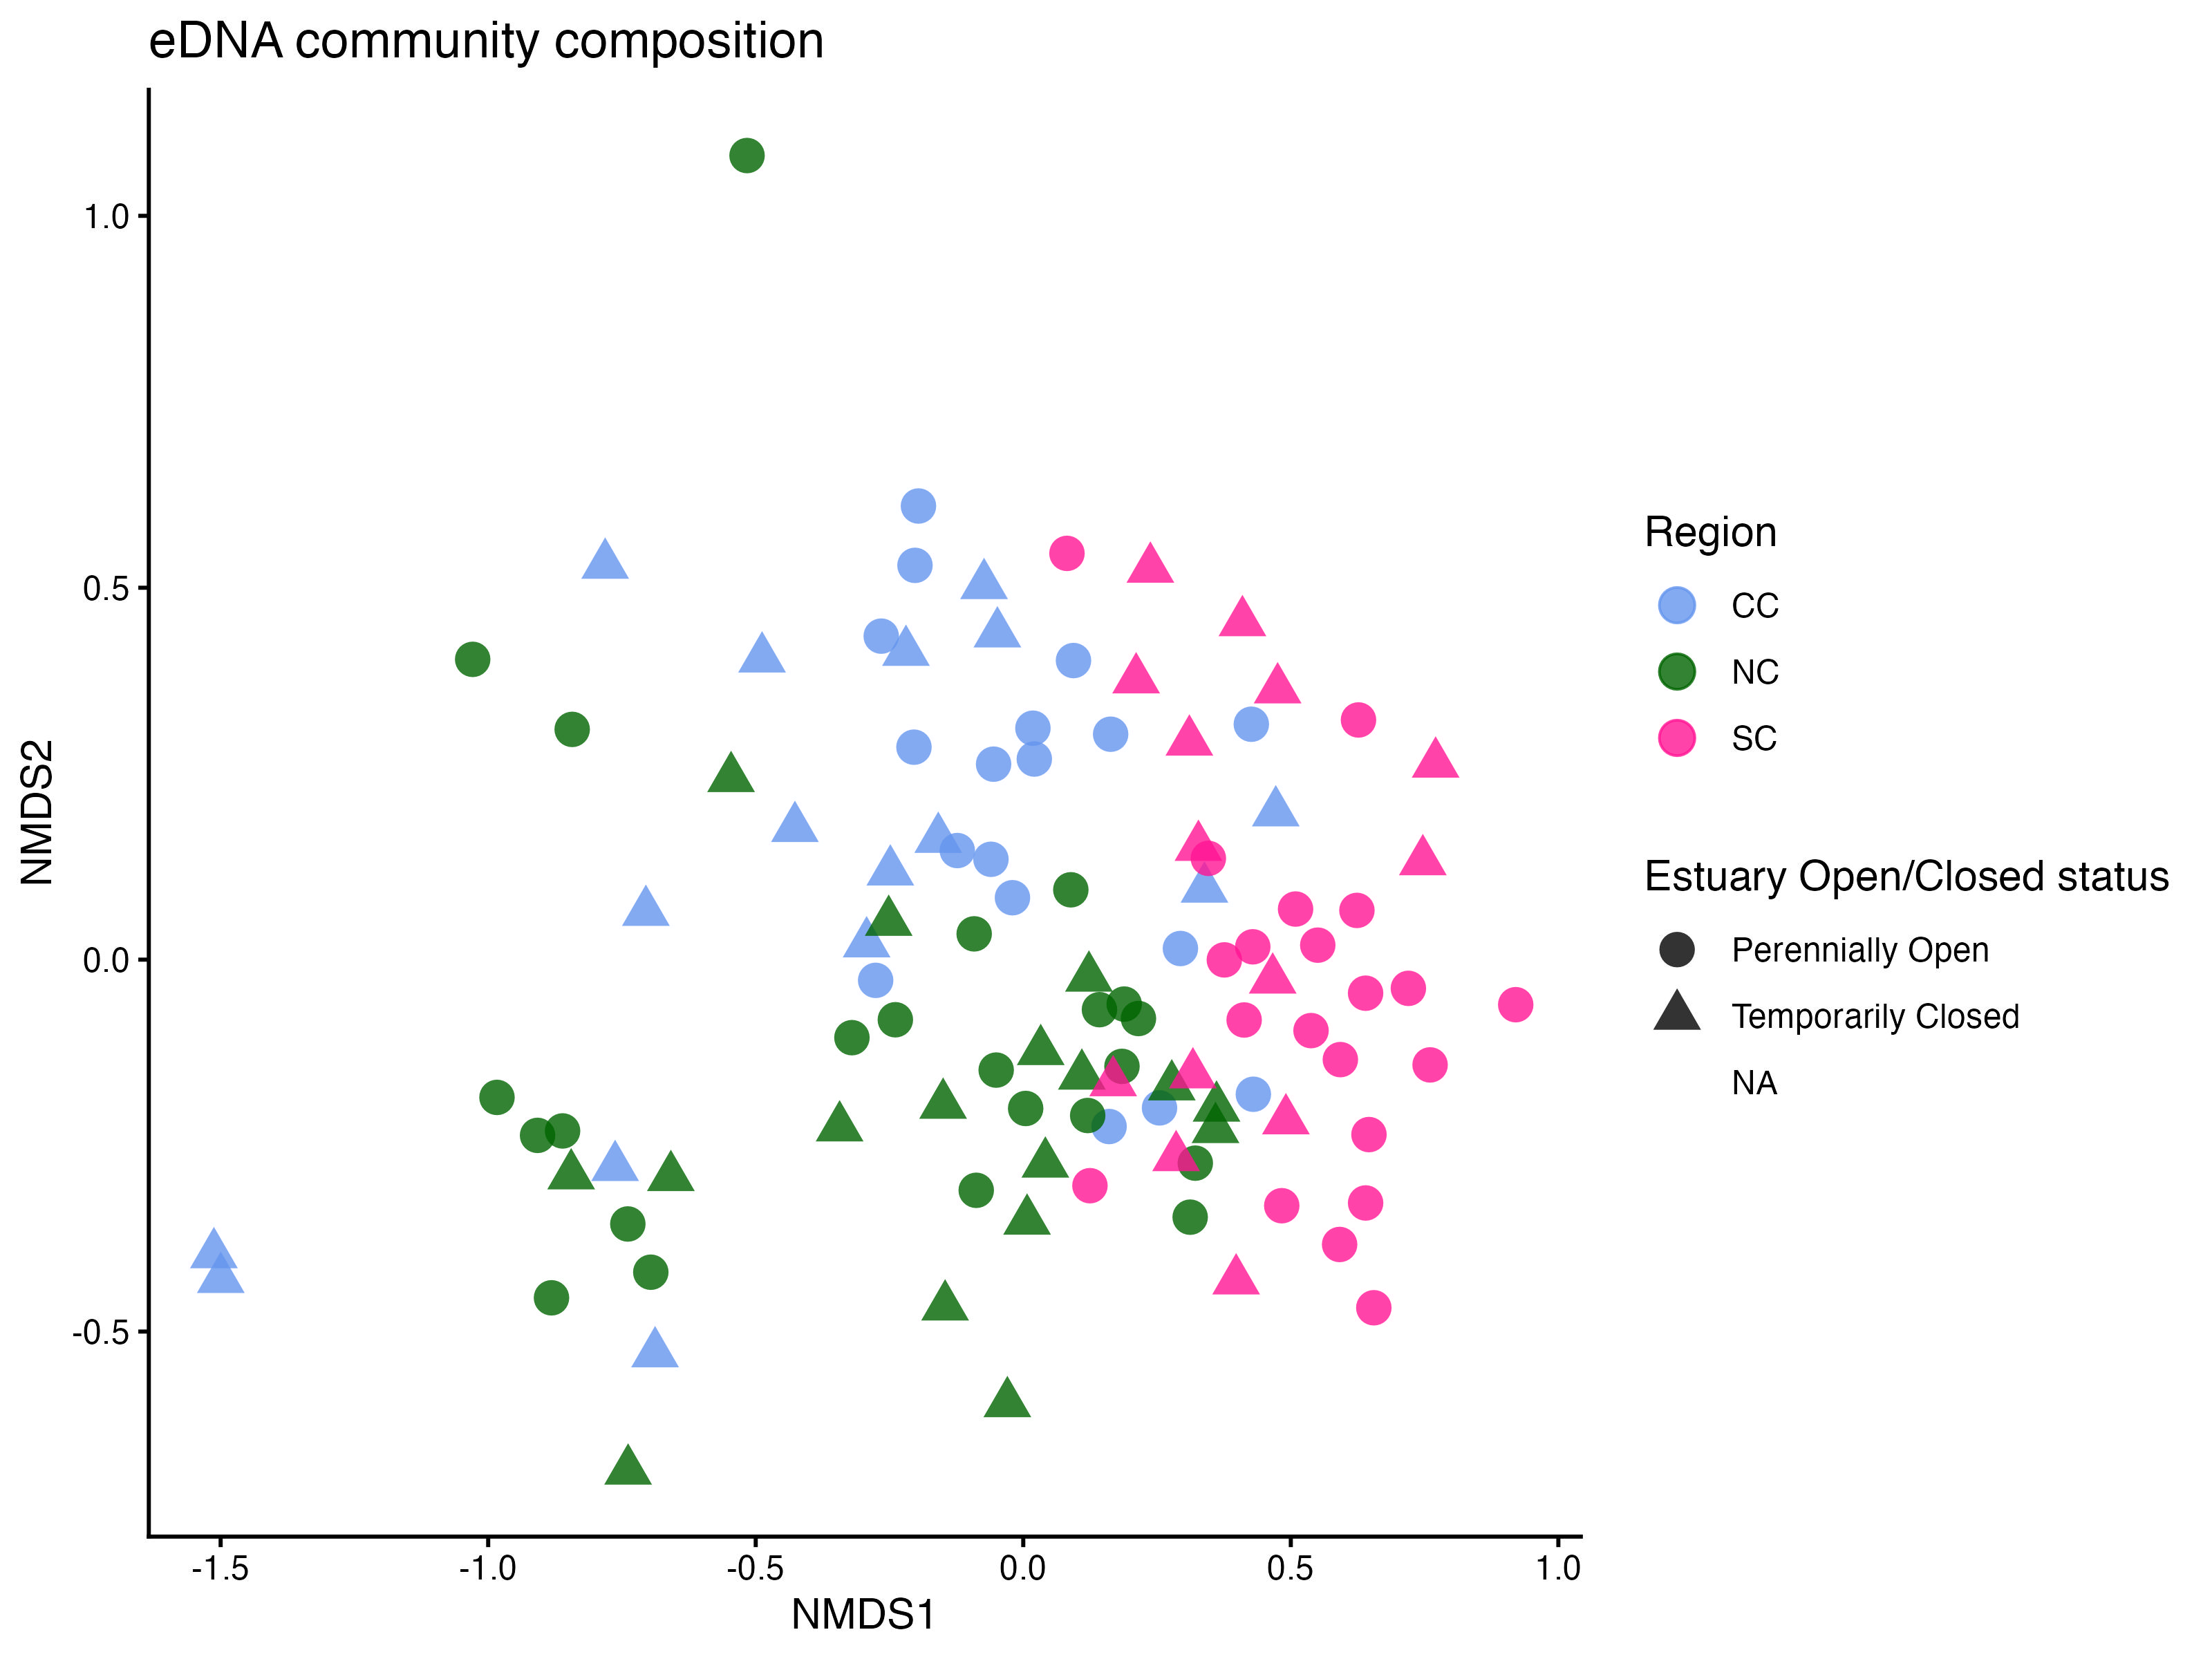 eDNA community composition
1.0
0.5
0.0
-0.5
NMDS2
-1.5
-1.0
-0.5
0.0
0.5
1.0
NMDS1
Region
CC
NC
SC
Estuary Open/Closed status
Perennially Open
Temporarily Closed
NA